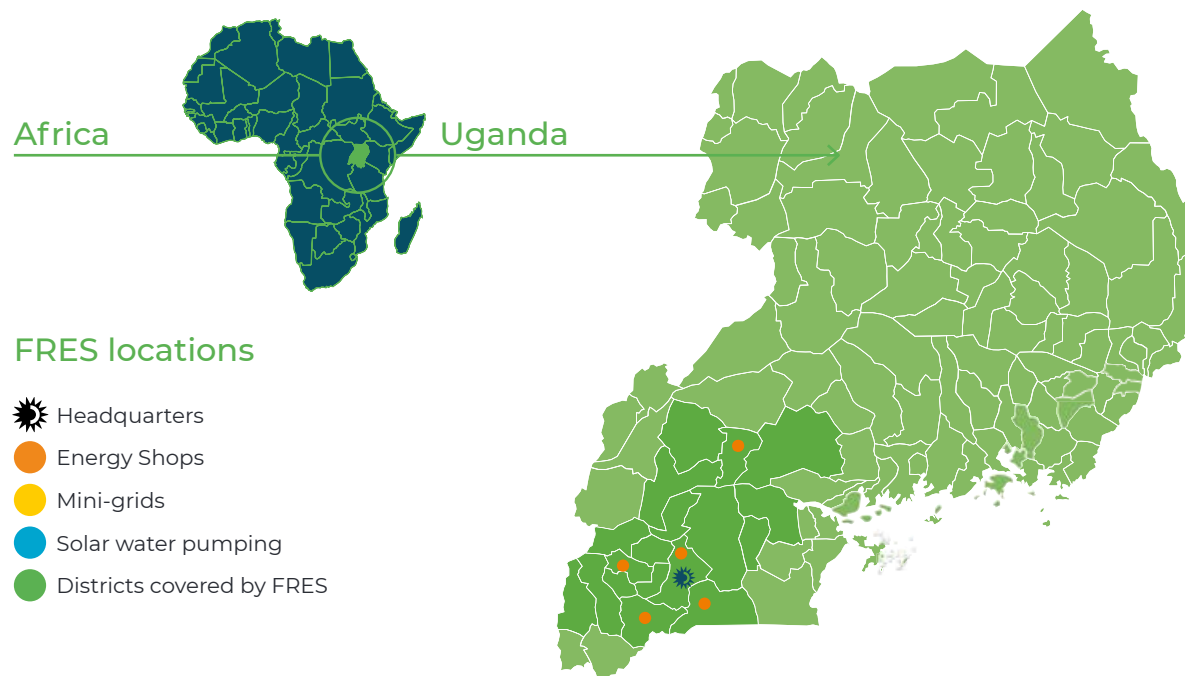 Africa
Uganda
FRES locations
Headquarters
Energy Shops
Mini-grids
Solar water pumping
Districts covered by FRES